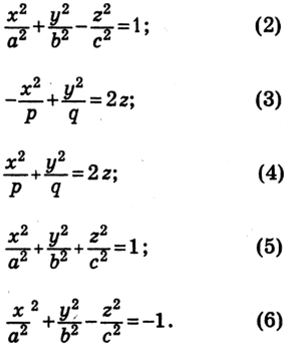 x²/a² + y²/b² − z²/c² = 1; (2)
−x²/p + y²/q = 2z; (3)
x²/p + y²/q = 2z; (4)
x²/a² + y²/b² + z²/c² = 1; (5)
x²/a² + y²/b² − z²/c² = −1. (6)